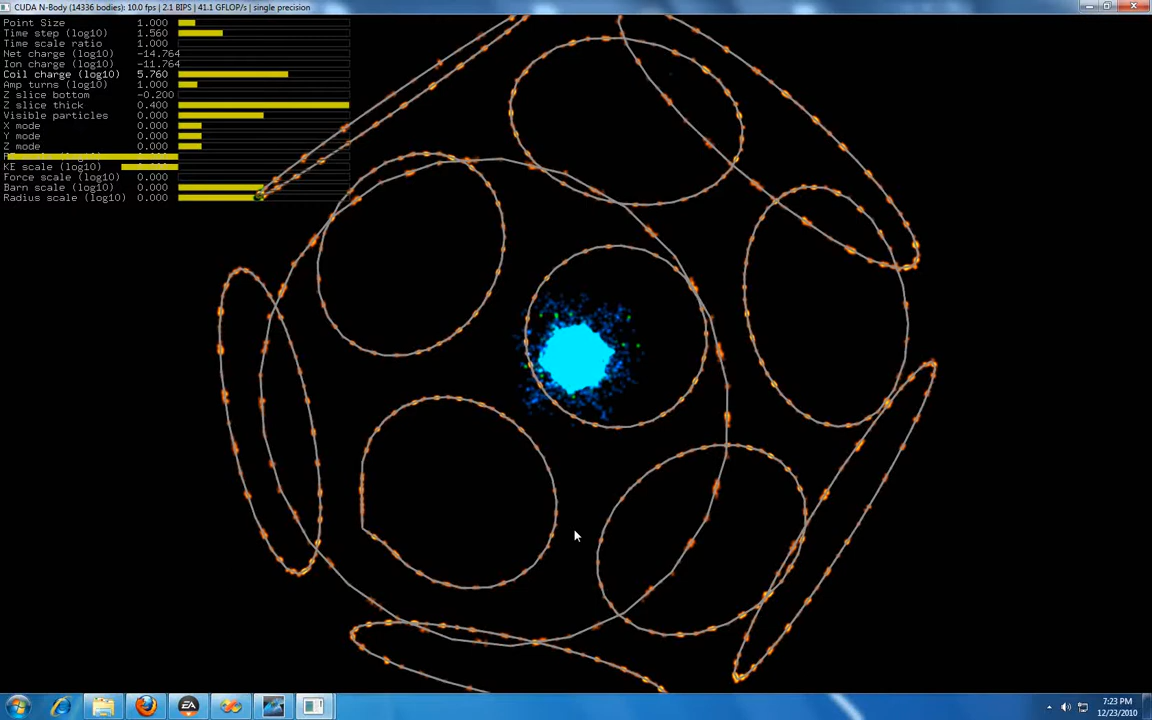 CUDA N-Body (14336 bodies): 10.0 fps | 2.1 BIPS | 41.1 GFLOP/s | single precision
Point Size 1.000
Time step (log10) 1.560
Time scale ratio 1.000
Net charge (log10) -14.764
Ion charge (log10) -11.764
Coil charge (log10) 5.760
Amp turns (log10) 1.000
Z slice bottom -0.200
Z slice thick 0.400
Visible particles 0.000
X mode 0.000
Y mode 0.000
Z mode 0.000
KE scale (log10) 0.000
Force scale (log10) 0.000
Barn scale (log10) 0.000
Radius scale (log10) 0.000
EA
7:23 PM
12/23/2010